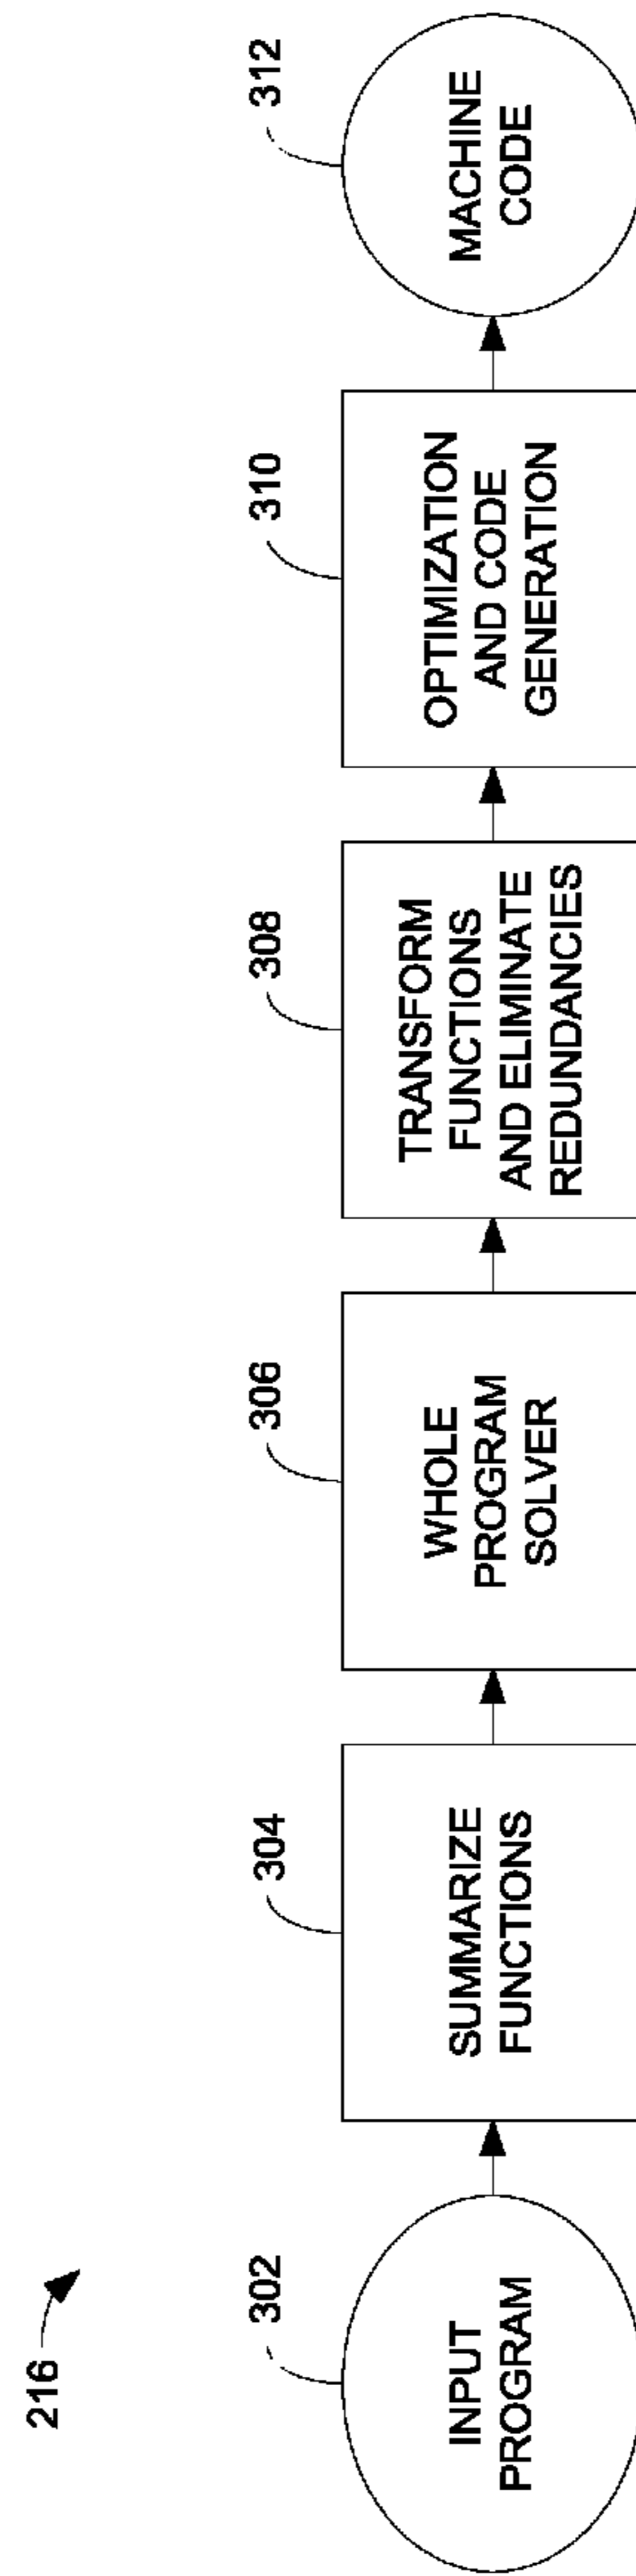 216
302
INPUT
PROGRAM
304
SUMMARIZE
FUNCTIONS
306
WHOLE
PROGRAM
SOLVER
308
TRANSFORM
FUNCTIONS
AND ELIMINATE
REDUNDANCIES
310
OPTIMIZATION
AND CODE
GENERATION
312
MACHINE
CODE